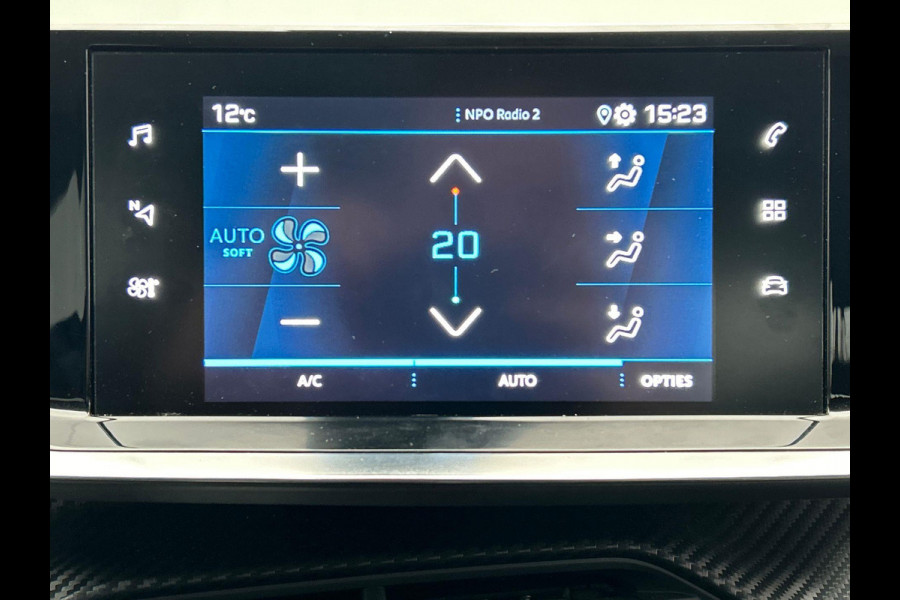 12°C NPO Radio 2 15:23
N
AUTO
SOFT
20
A/C AUTO OPTIES